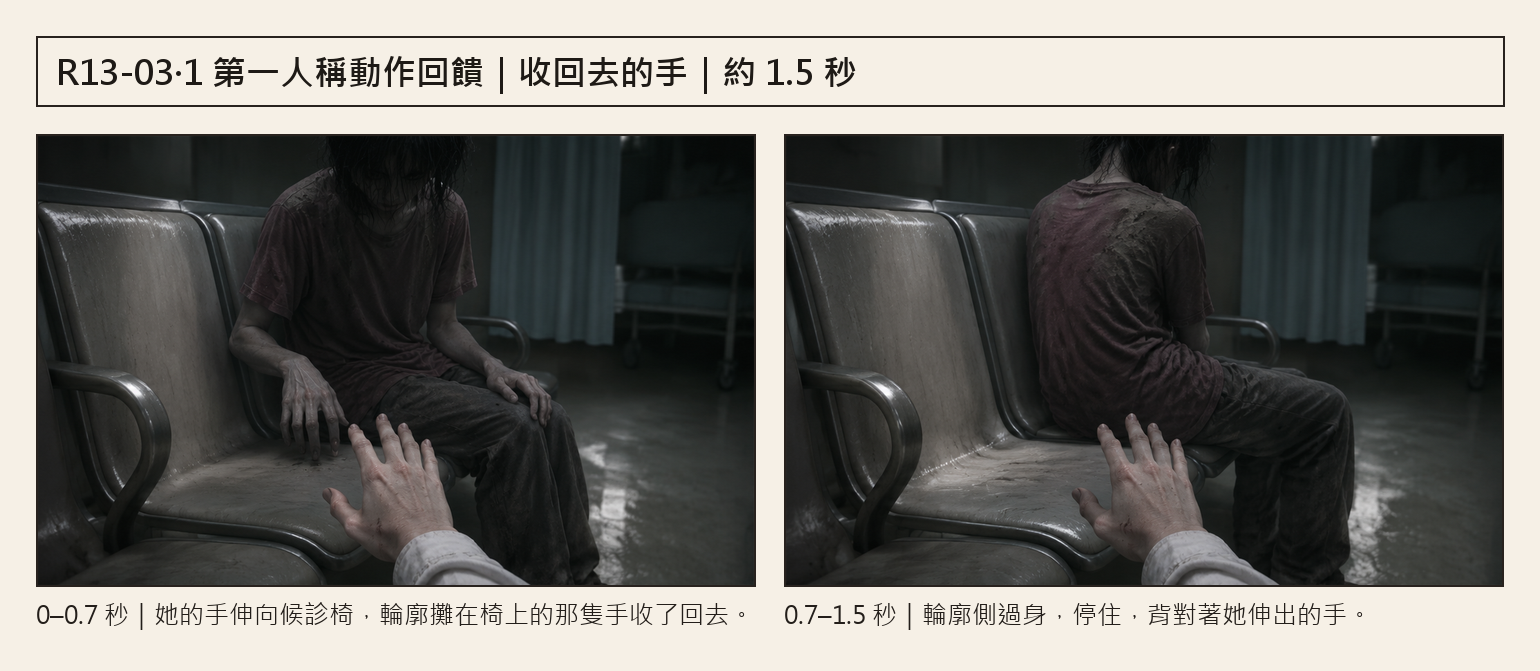 R13-03·1 第一人稱動作回饋｜收回去的手｜約 1.5 秒
0–0.7 秒｜她的手伸向候診椅，輪廓攤在椅上的那隻手收了回去。
0.7–1.5 秒｜輪廓側過身，停住，背對著她伸出的手。